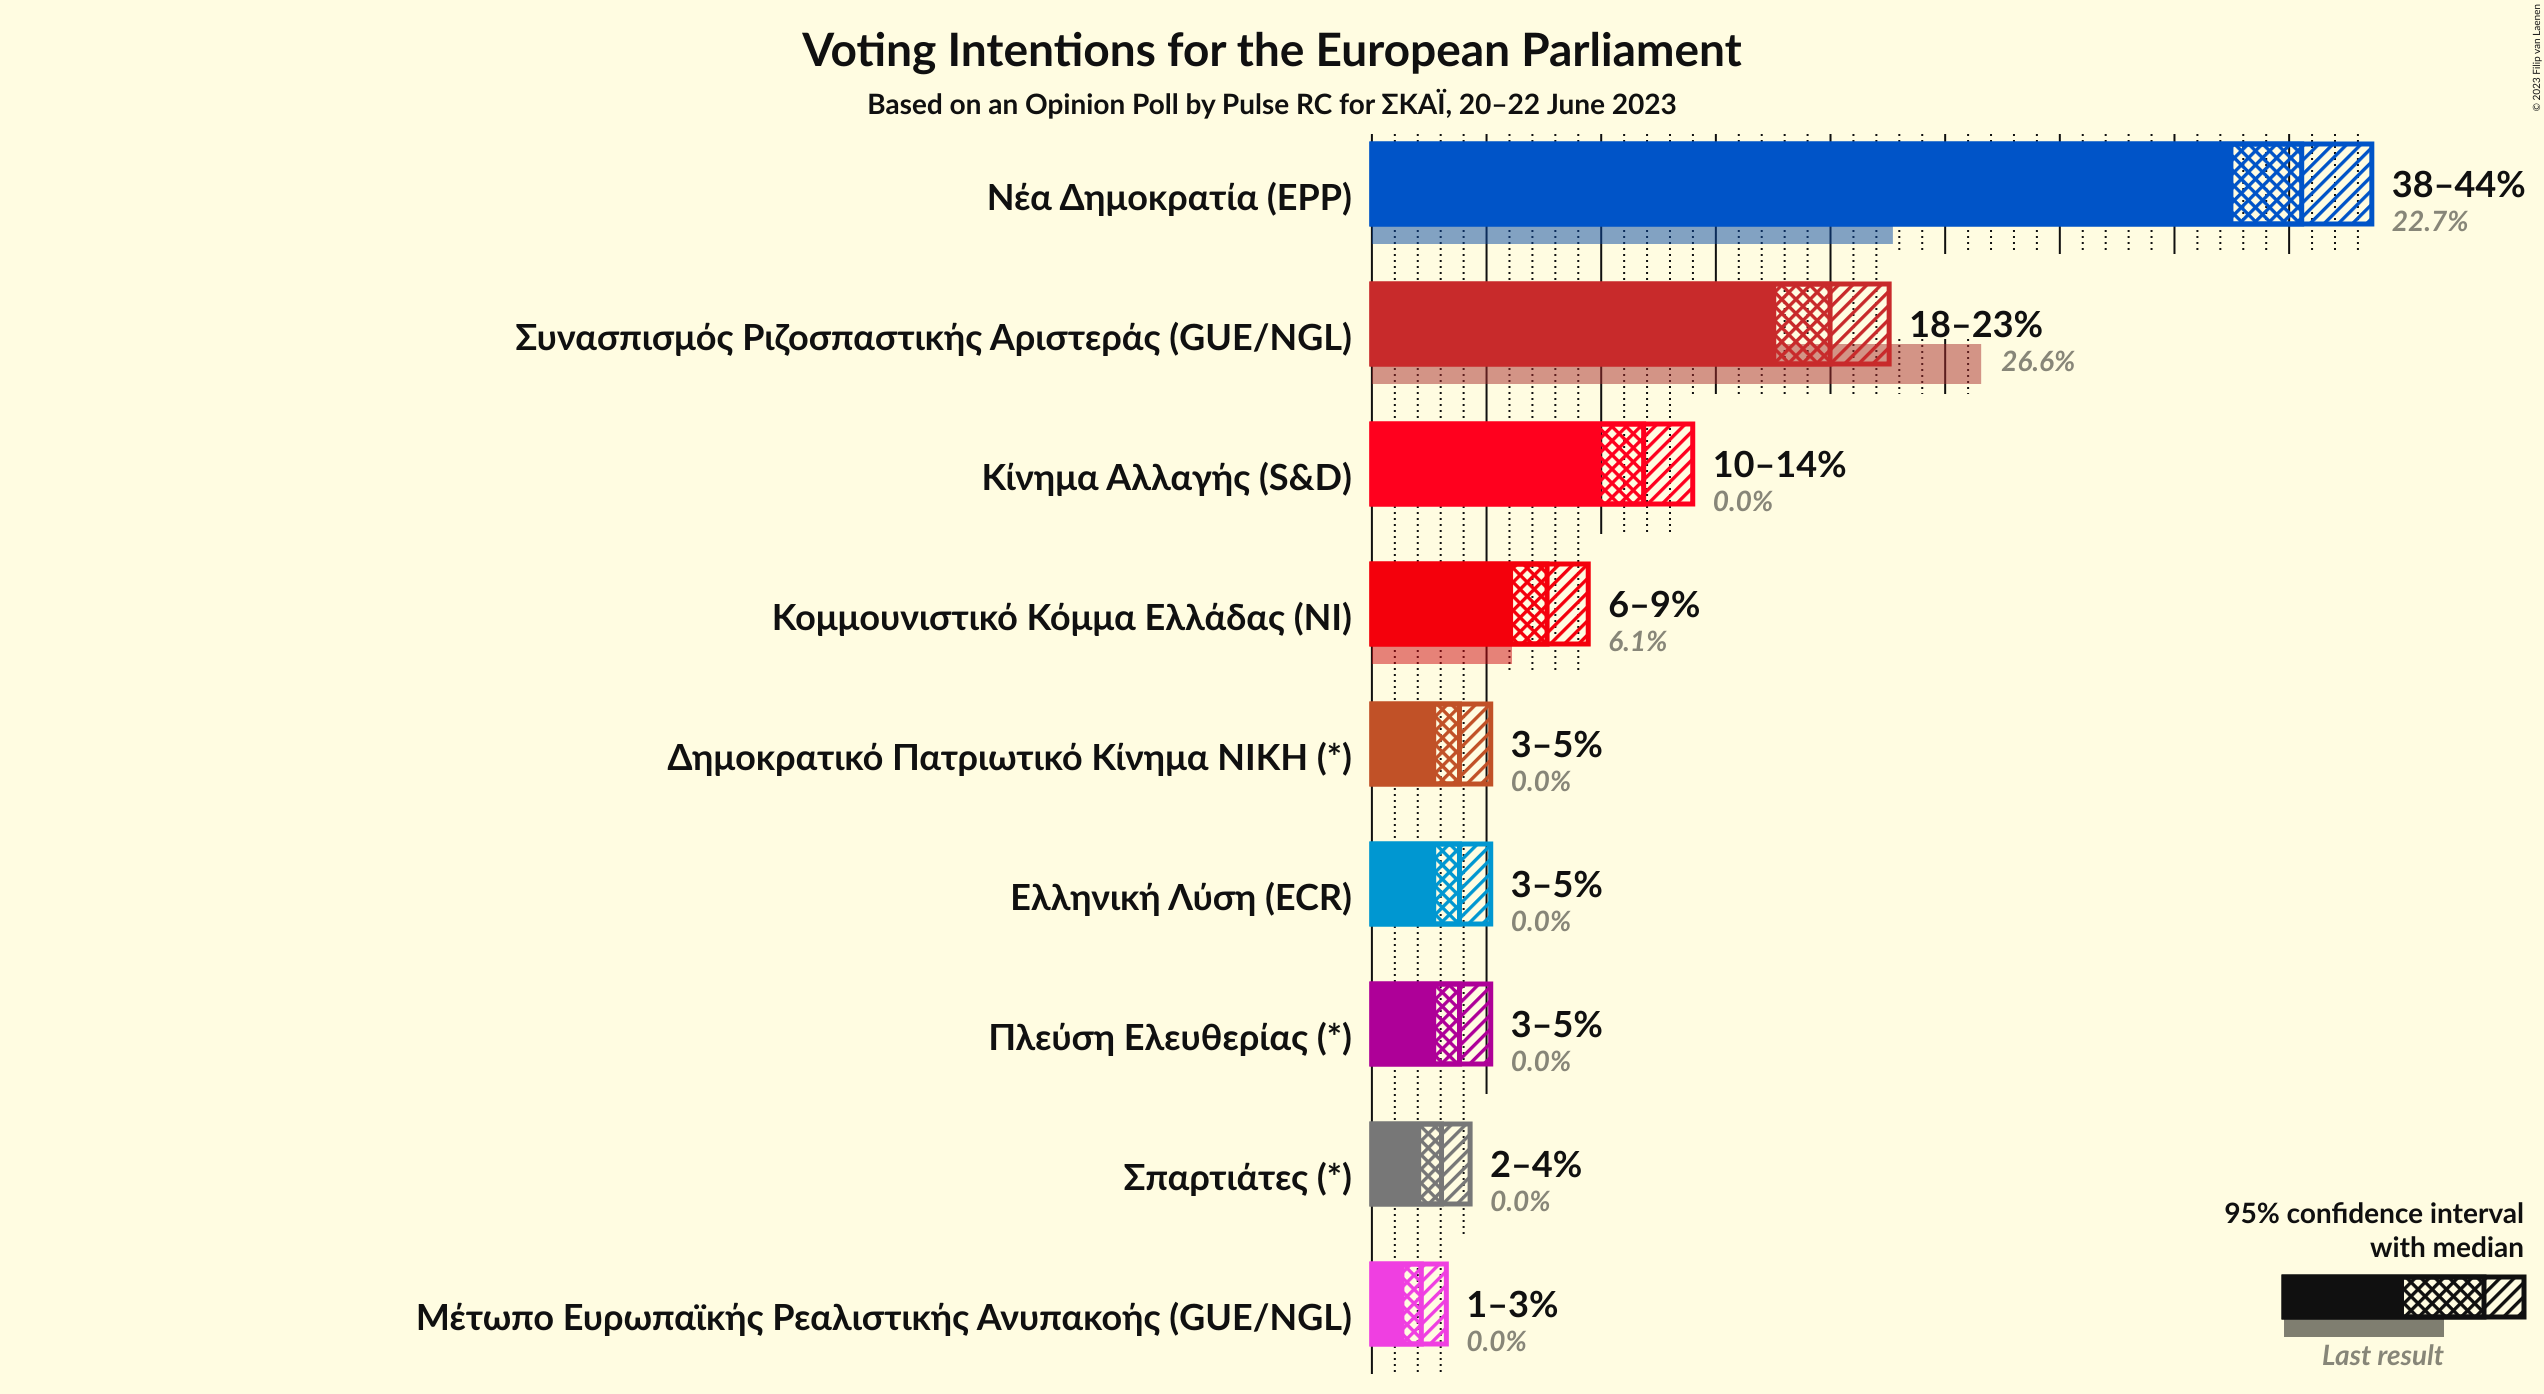 Voting Intentions for the European Parliament
Based on an Opinion Poll by Pulse RC for ΣΚΑΪ, 20–22 June 2023
© 2023 Filip van Laenen
Νέα Δημοκρατία (EPP)
38–44%
22.7%
Συνασπισμός Ριζοσπαστικής Αριστεράς (GUE/NGL)
18–23%
26.6%
Κίνημα Αλλαγής (S&D)
10–14%
0.0%
Κομμουνιστικό Κόμμα Ελλάδας (NI)
6–9%
6.1%
Δημοκρατικό Πατριωτικό Κίνημα ΝΙΚΗ (*)
3–5%
0.0%
Ελληνική Λύση (ECR)
3–5%
0.0%
Πλεύση Ελευθερίας (*)
3–5%
0.0%
Σπαρτιάτες (*)
2–4%
0.0%
Μέτωπο Ευρωπαϊκής Ρεαλιστικής Ανυπακοής (GUE/NGL)
1–3%
0.0%
95% confidence interval
with median
Last result